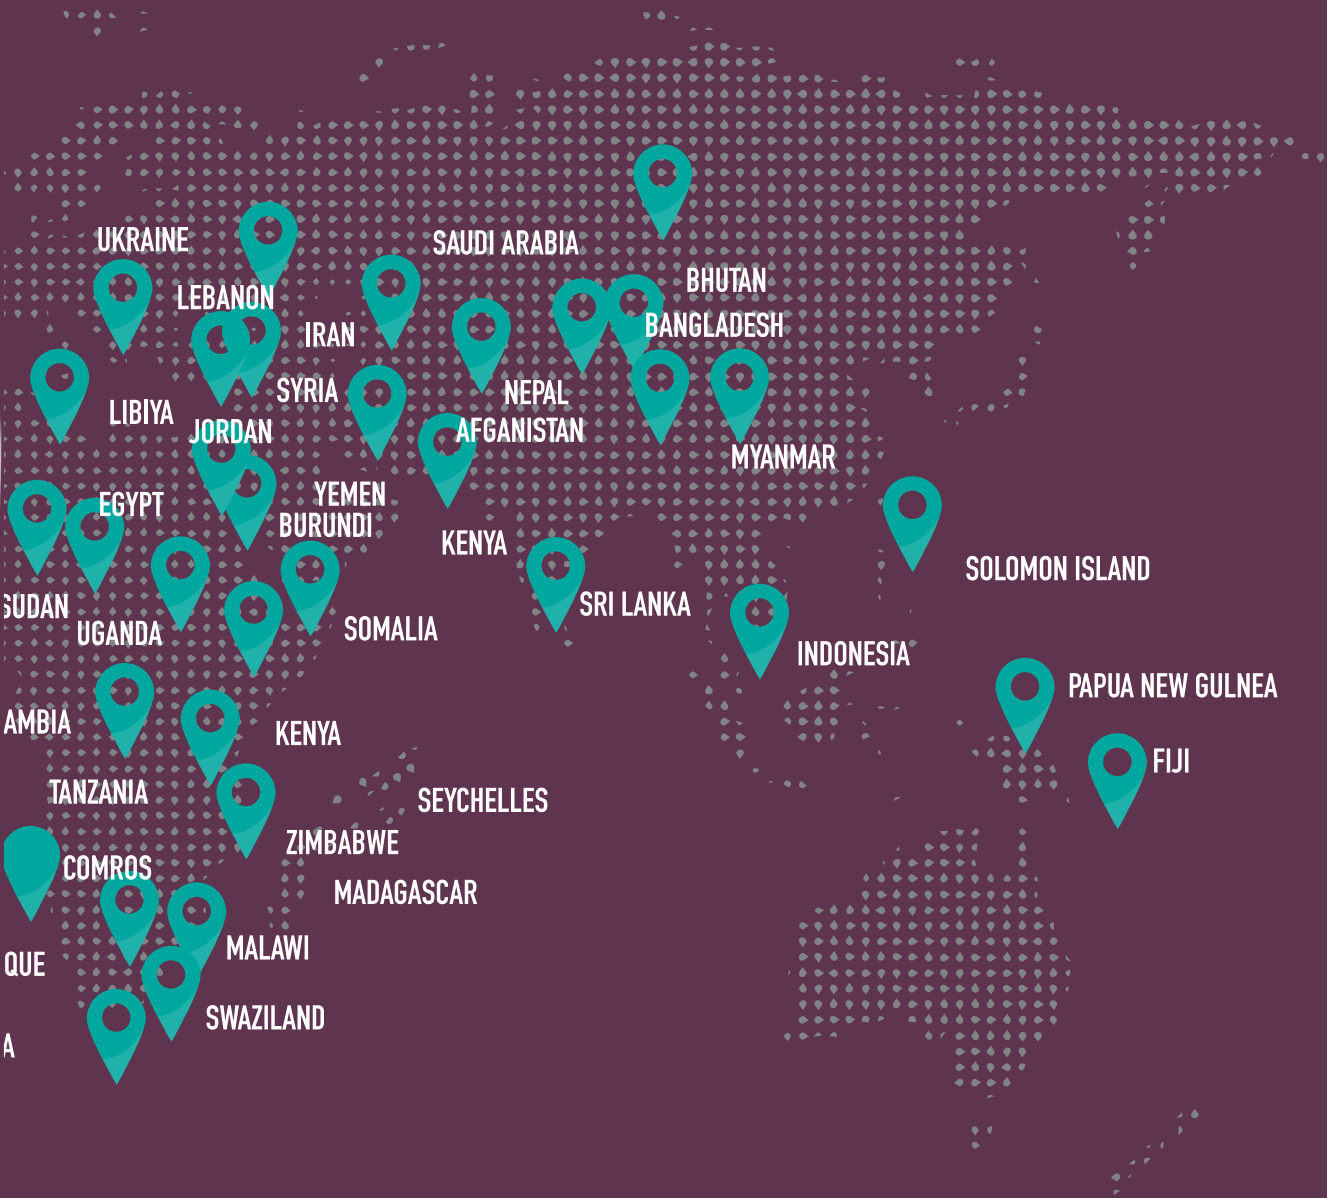 UKRAINE
SAUDI ARABIA
BHUTAN
LEBANON
BANGLADESH
IRAN
SYRIA
NEPAL
LIBIYA
JORDAN
AFGANISTAN
MYANMAR
YEMEN
EGYPT
BURUNDI
KENYA
SOLOMON ISLAND
SUDAN
SRI LANKA
UGANDA
SOMALIA
INDONESIA
PAPUA NEW GULNEA
AMBIA
KENYA
FIJI
TANZANIA
SEYCHELLES
ZIMBABWE
COMROS
MADAGASCAR
MALAWI
QUE
SWAZILAND
A